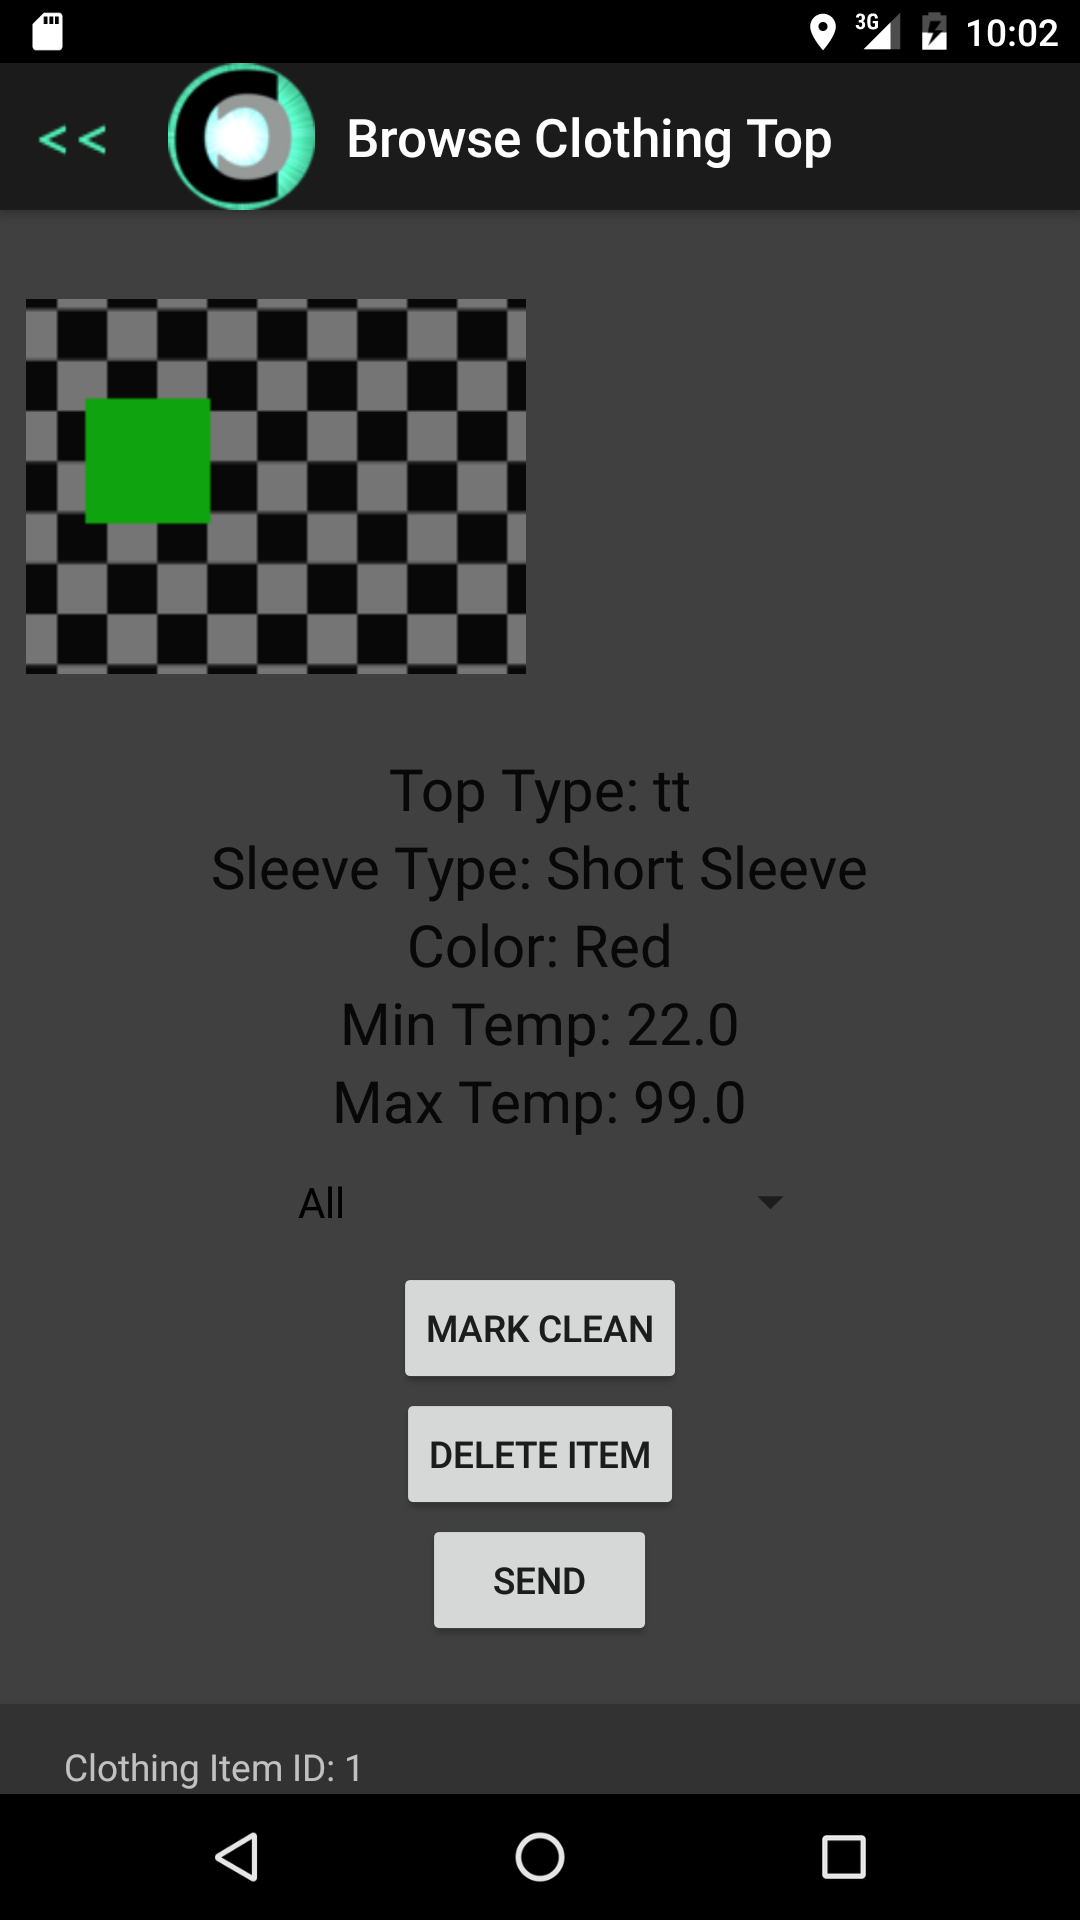 3G 10:02
<< Browse Clothing Top
Top Type: tt
Sleeve Type: Short Sleeve
Color: Red
Min Temp: 22.0
Max Temp: 99.0
All
MARK CLEAN
DELETE ITEM
SEND
Clothing Item ID: 1